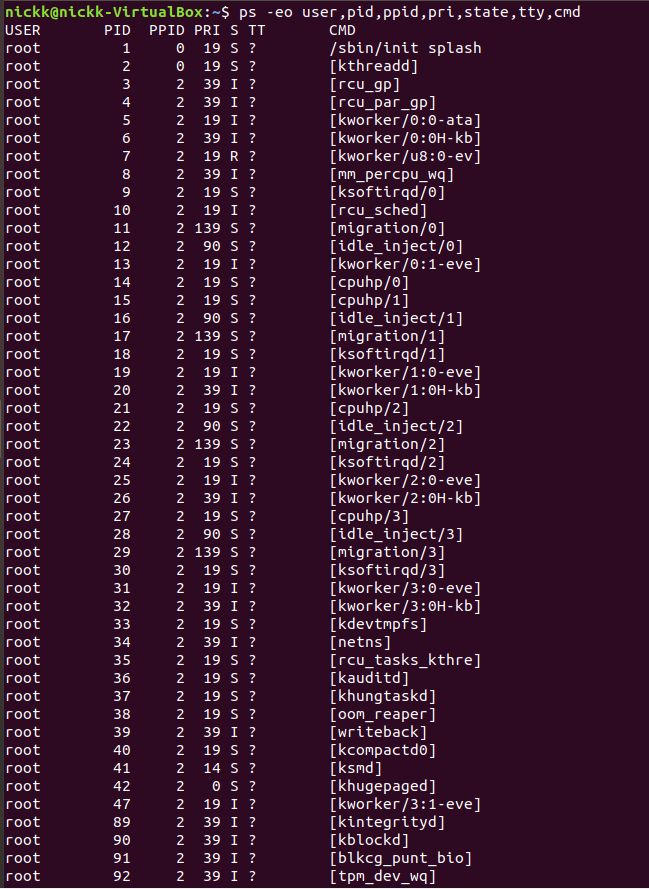 nickk@nickk-VirtualBox:~$ ps -eo user,pid,ppid,pri,state,tty,cmd
USER       PID  PPID PRI S TT       CMD
root         1     0  19 S ?        /sbin/init splash
root         2     0  19 S ?        [kthreadd]
root         3     2  39 I ?        [rcu_gp]
root         4     2  39 I ?        [rcu_par_gp]
root         5     2  19 I ?        [kworker/0:0-ata]
root         6     2  39 I ?        [kworker/0:0H-kb]
root         7     2  19 R ?        [kworker/u8:0-ev]
root         8     2  39 I ?        [mm_percpu_wq]
root         9     2  19 S ?        [ksoftirqd/0]
root        10     2  19 I ?        [rcu_sched]
root        11     2 139 S ?        [migration/0]
root        12     2  90 S ?        [idle_inject/0]
root        13     2  19 I ?        [kworker/0:1-eve]
root        14     2  19 S ?        [cpuhp/0]
root        15     2  19 S ?        [cpuhp/1]
root        16     2  90 S ?        [idle_inject/1]
root        17     2 139 S ?        [migration/1]
root        18     2  19 S ?        [ksoftirqd/1]
root        19     2  19 I ?        [kworker/1:0-eve]
root        20     2  39 I ?        [kworker/1:0H-kb]
root        21     2  19 S ?        [cpuhp/2]
root        22     2  90 S ?        [idle_inject/2]
root        23     2 139 S ?        [migration/2]
root        24     2  19 S ?        [ksoftirqd/2]
root        25     2  19 I ?        [kworker/2:0-eve]
root        26     2  39 I ?        [kworker/2:0H-kb]
root        27     2  19 S ?        [cpuhp/3]
root        28     2  90 S ?        [idle_inject/3]
root        29     2 139 S ?        [migration/3]
root        30     2  19 S ?        [ksoftirqd/3]
root        31     2  19 I ?        [kworker/3:0-eve]
root        32     2  39 I ?        [kworker/3:0H-kb]
root        33     2  19 S ?        [kdevtmpfs]
root        34     2  39 I ?        [netns]
root        35     2  19 S ?        [rcu_tasks_kthre]
root        36     2  19 S ?        [kauditd]
root        37     2  19 S ?        [khungtaskd]
root        38     2  19 S ?        [oom_reaper]
root        39     2  39 I ?        [writeback]
root        40     2  19 S ?        [kcompactd0]
root        41     2  14 S ?        [ksmd]
root        42     2   0 S ?        [khugepaged]
root        47     2  19 I ?        [kworker/3:1-eve]
root        89     2  39 I ?        [kintegrityd]
root        90     2  39 I ?        [kblockd]
root        91     2  39 I ?        [blkcg_punt_bio]
root        92     2  39 I ?        [tpm_dev_wq]